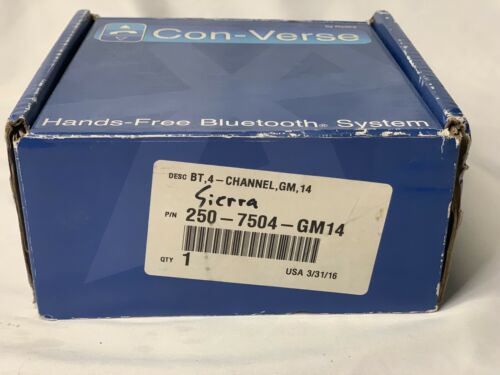 Con-Verse
Hands-Free Bluetooth® System
DESC BT,4-CHANNEL,GM,14
Sierra
P/N 250-7504-GM14
QTY 1
USA 3/31/16